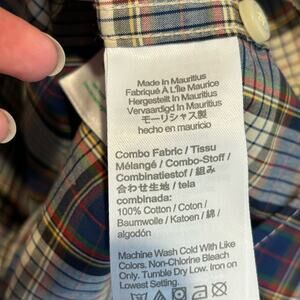 Made In Mauritius
Fabriqué À L'Île Maurice
Hergestellt In Mauritius
Vervaardigd In Mauritius
モーリシャス製
hecho en mauricio
Combo Fabric / Tissu
Mélangé / Combo-Stoff /
Combinatiestof / 組み
合わせ生地 / tela
combinada:
100% Cotton / Coton /
Baumwolle / Katoen / 綿 /
algodón
Machine Wash Cold With Like
Colors. Non-Chlorine Bleach
Only. Tumble Dry Low. Iron on
Lowest Setting.